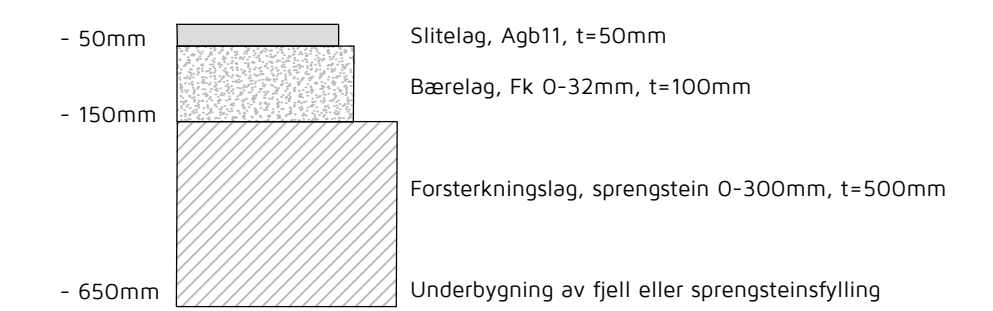 - 50mm Slitelag, Agb11, t=50mm
Bærelag, Fk 0-32mm, t=100mm
- 150mm
Forsterkningslag, sprengstein 0-300mm, t=500mm
- 650mm Underbygning av fjell eller sprengsteinsfylling